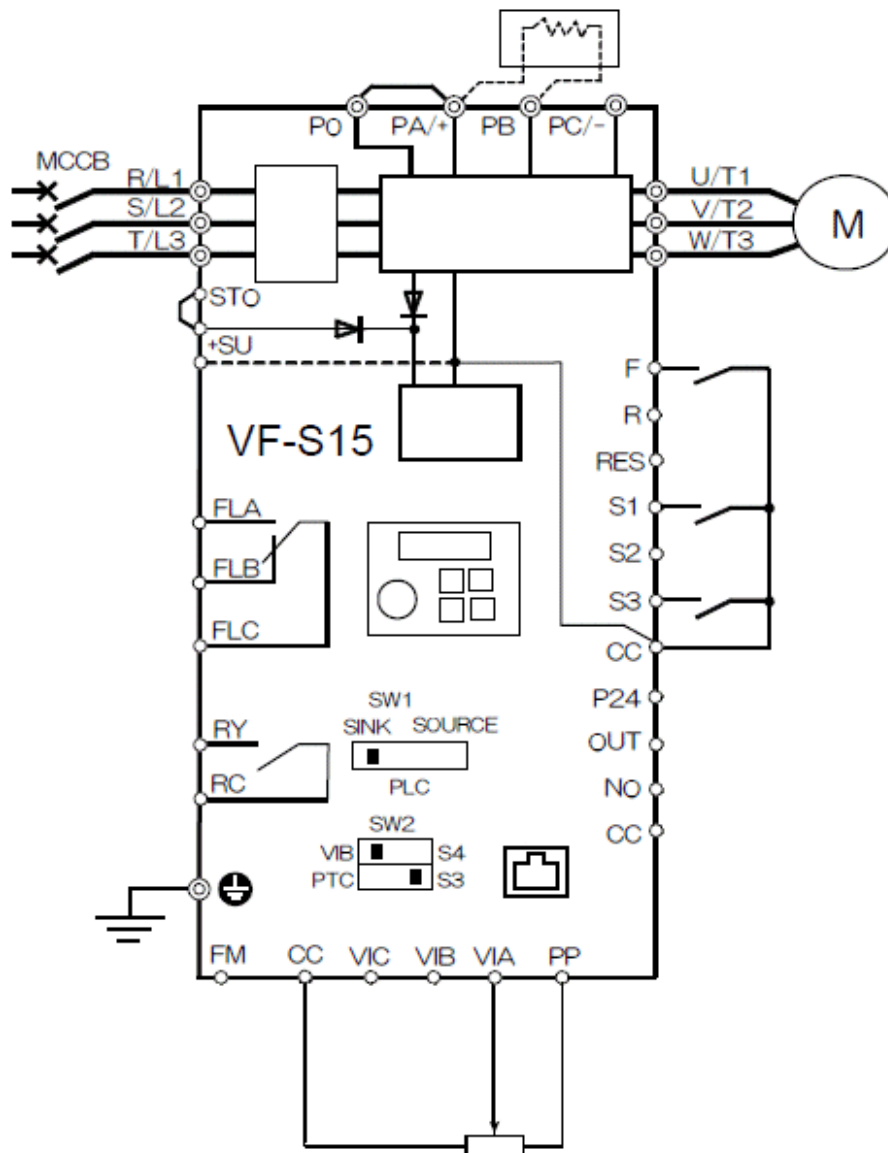 PO PA/+ PB PC/-
MCCB
R/L1 U/T1
S/L2 V/T2
T/L3 W/T3
M
STO
+SU
F
VF-S15
R
RES
FLA S1
FLB S2
S3
FLC CC
SW1 P24
SINK SOURCE
RY OUT
RC PLC NO
SW2 CC
VIB S4
PTC S3
FM CC VIC VIB VIA PP